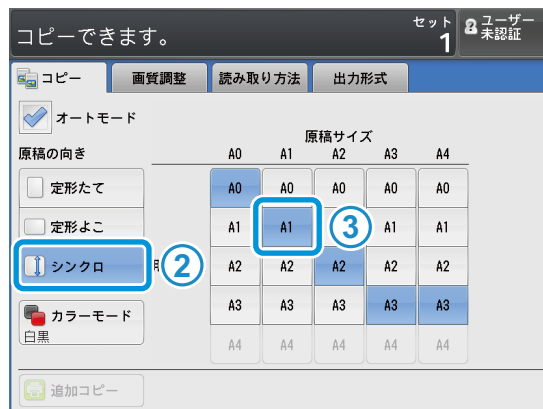 コピーできます。
セット
1
ユーザー
未認証
コピー 画質調整 読み取り方法 出力形式
オートモード
原稿サイズ
原稿の向き A0 A1 A2 A3 A4
定形たて A0 A0 A0 A0 A0
定形よこ A1 A1 ③ A1 A1
シンクロ ② A2 A2 A2 A2 A2
カラーモード A3 A3 A3 A3 A3
白黒
A4 A4 A4 A4 A4
追加コピー